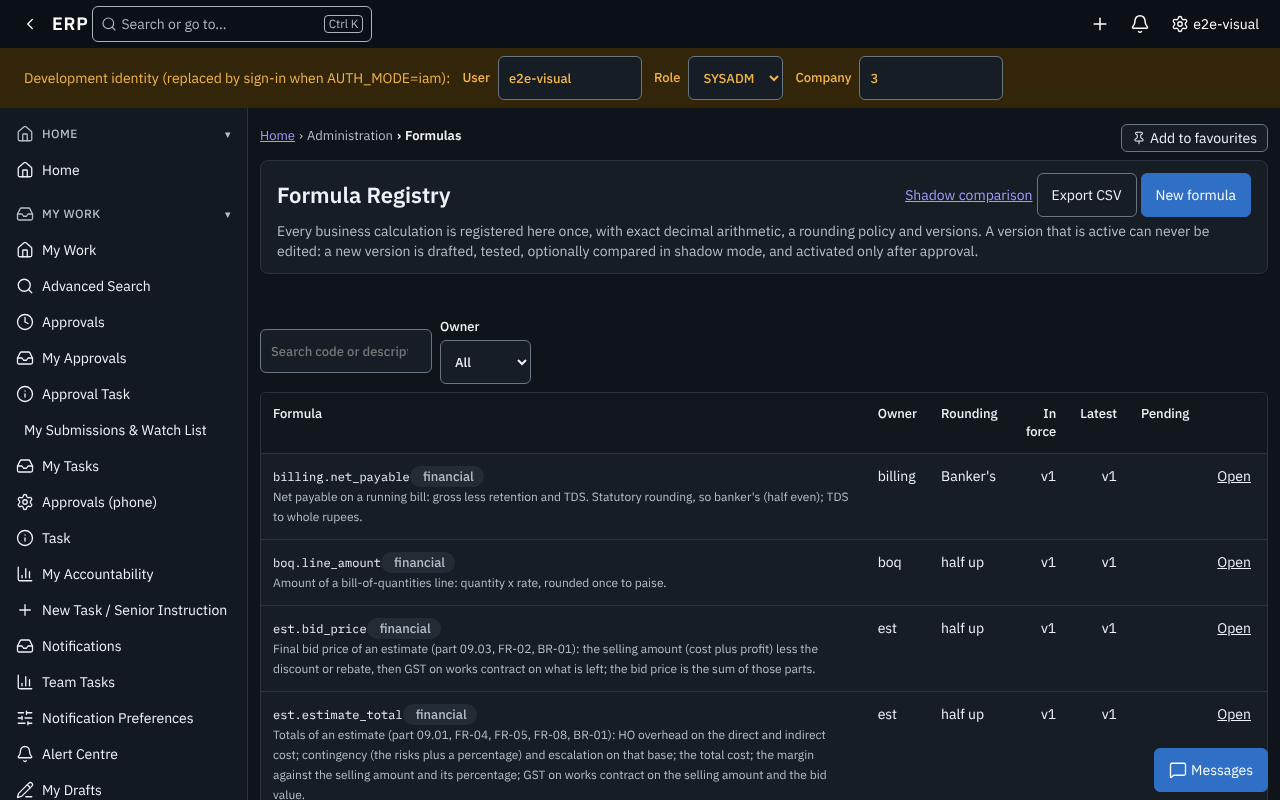 ERP
Search or go to...
Ctrl K
e2e-visual
Development identity (replaced by sign-in when AUTH_MODE=iam):
User
e2e-visual
Role
SYSADM
Company
3
HOME
Home
MY WORK
My Work
Advanced Search
Approvals
My Approvals
Approval Task
My Submissions & Watch List
My Tasks
Approvals (phone)
Task
My Accountability
New Task / Senior Instruction
Notifications
Team Tasks
Notification Preferences
Alert Centre
My Drafts
Home › Administration › Formulas
Add to favourites
Formula Registry
Shadow comparison
Export CSV
New formula
Every business calculation is registered here once, with exact decimal arithmetic, a rounding policy and versions. A version that is active can never be
edited: a new version is drafted, tested, optionally compared in shadow mode, and activated only after approval.
Search code or descrip
Owner
All
Formula Owner Rounding In force Latest Pending
billing.net_payable financial billing Banker's v1 v1 Open
Net payable on a running bill: gross less retention and TDS. Statutory rounding, so banker's (half even); TDS
to whole rupees.
boq.line_amount financial boq half up v1 v1 Open
Amount of a bill-of-quantities line: quantity x rate, rounded once to paise.
est.bid_price financial est half up v1 v1 Open
Final bid price of an estimate (part 09.03, FR-02, BR-01): the selling amount (cost plus profit) less the
discount or rebate, then GST on works contract on what is left; the bid price is the sum of those parts.
est.estimate_total financial est half up v1 v1 Open
Totals of an estimate (part 09.01, FR-04, FR-05, FR-08, BR-01): HO overhead on the direct and indirect
cost; contingency (the risks plus a percentage) and escalation on that base; the total cost; the margin
against the selling amount and its percentage; GST on works contract on the selling amount and the bid
value.
Messages